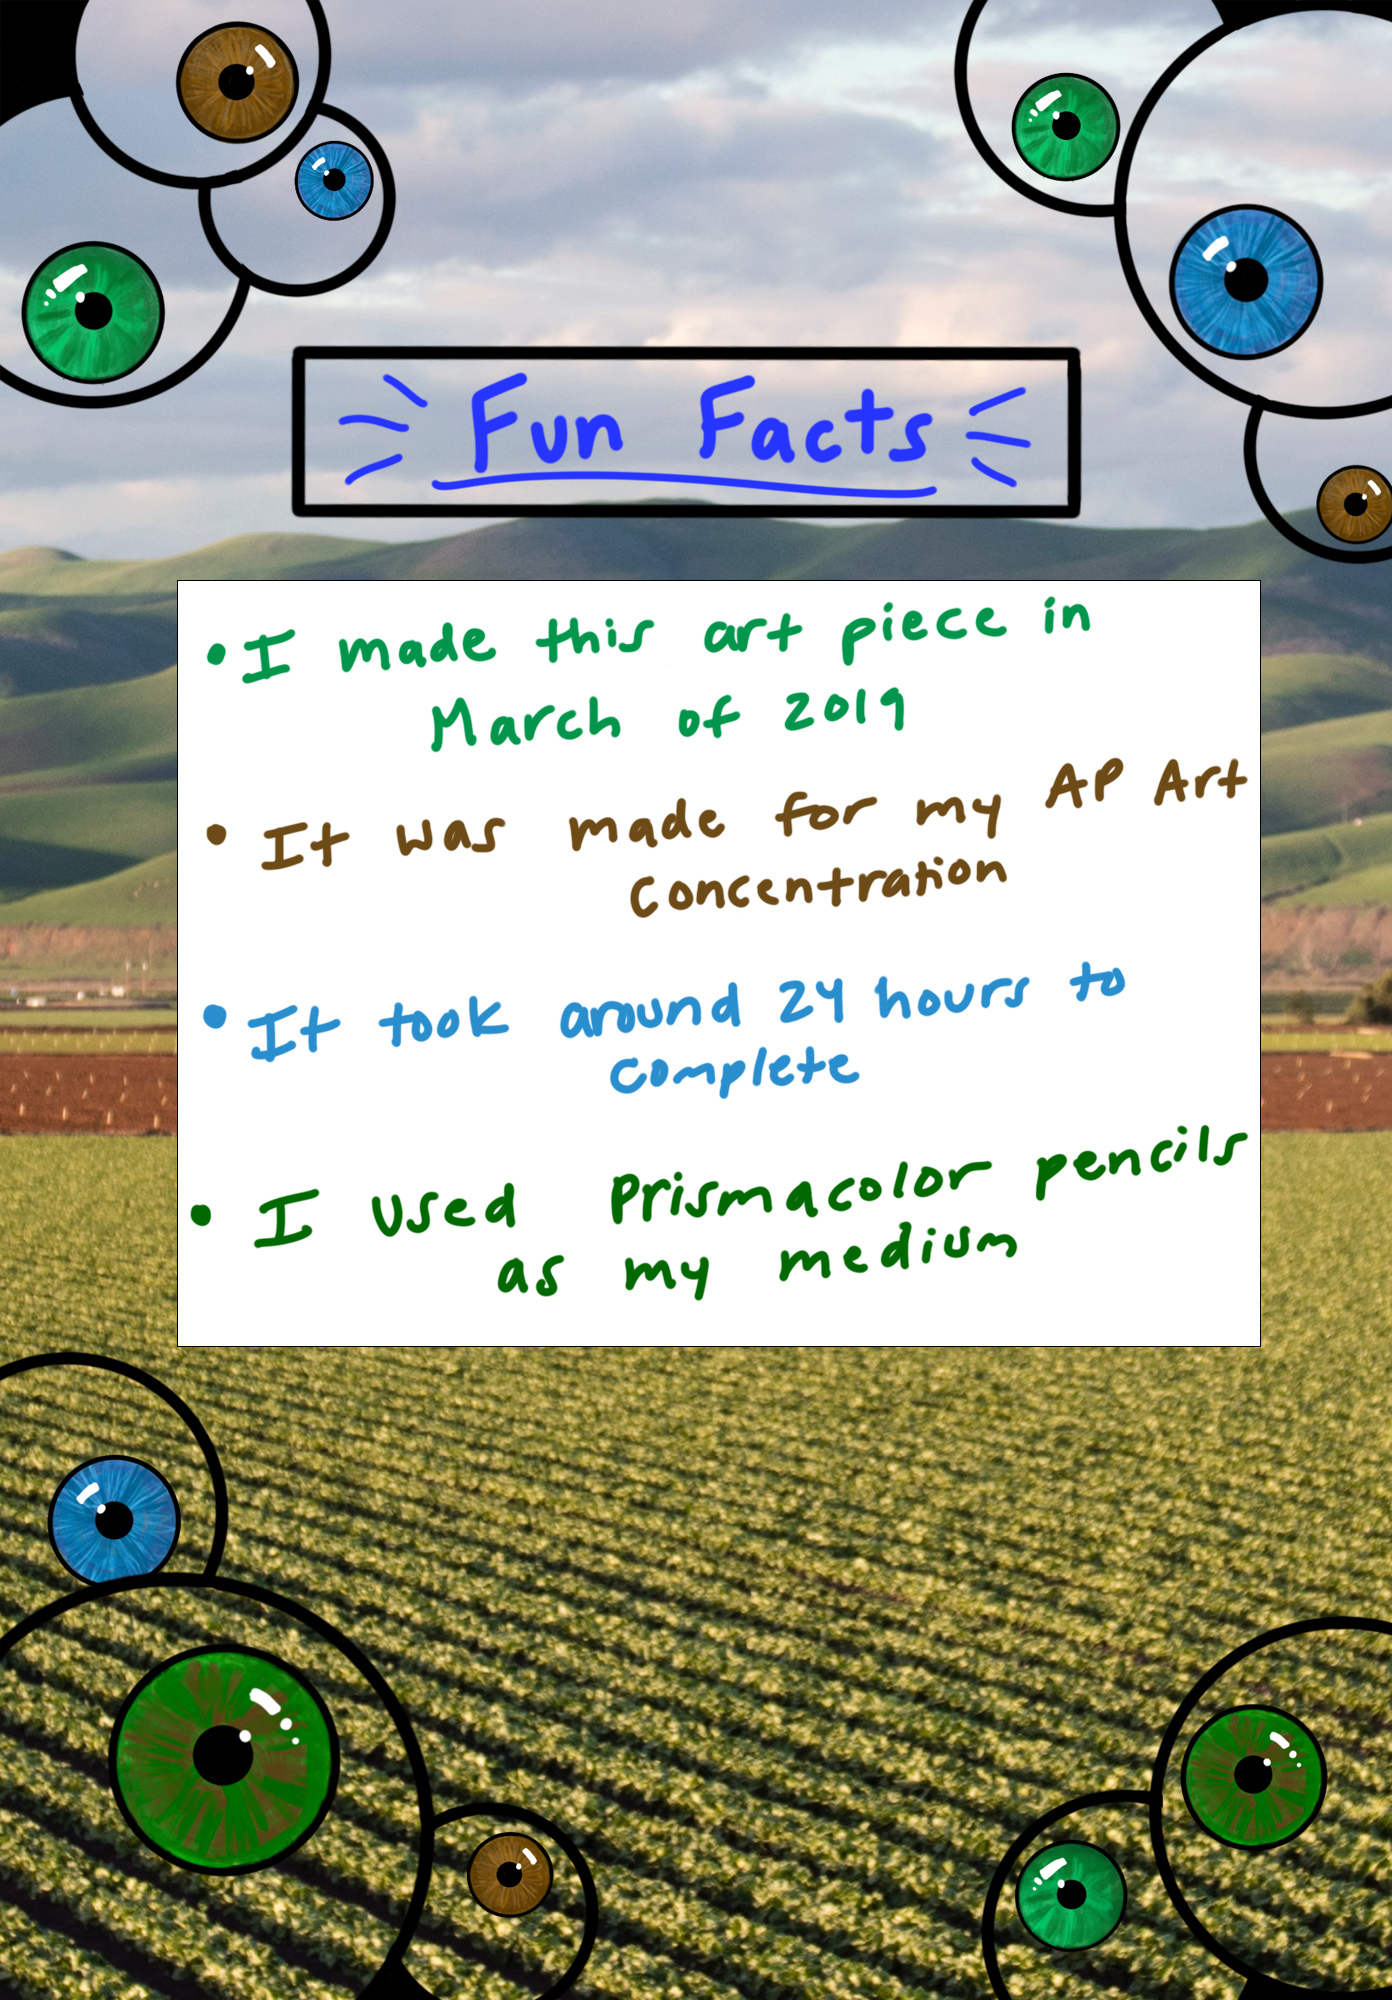 Fun Facts
• I made this art piece in
March of 2019
• It was made for my AP Art
Concentration
• It took around 24 hours to
complete
• I used Prismacolor pencils
as my medium